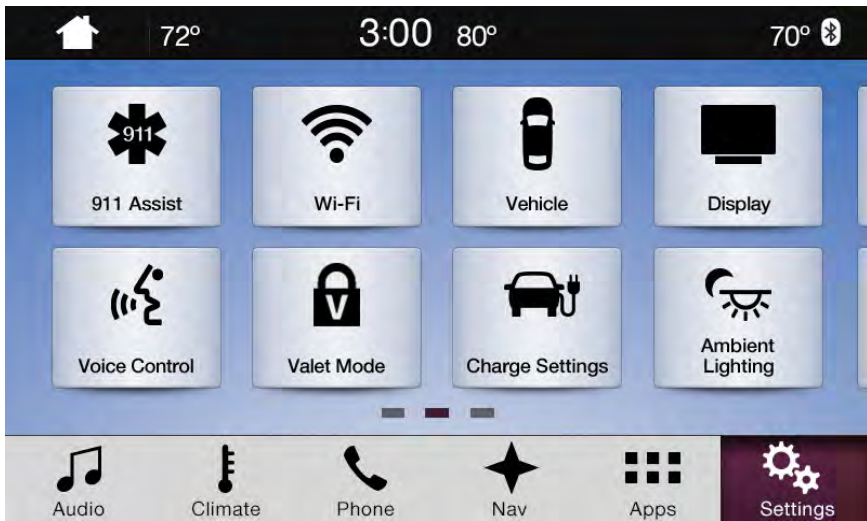 72º 3:00 80º 70º
911
911 Assist Wi-Fi Vehicle Display
V
Voice Control Valet Mode Charge Settings Ambient
Lighting
Audio Climate Phone Nav Apps Settings